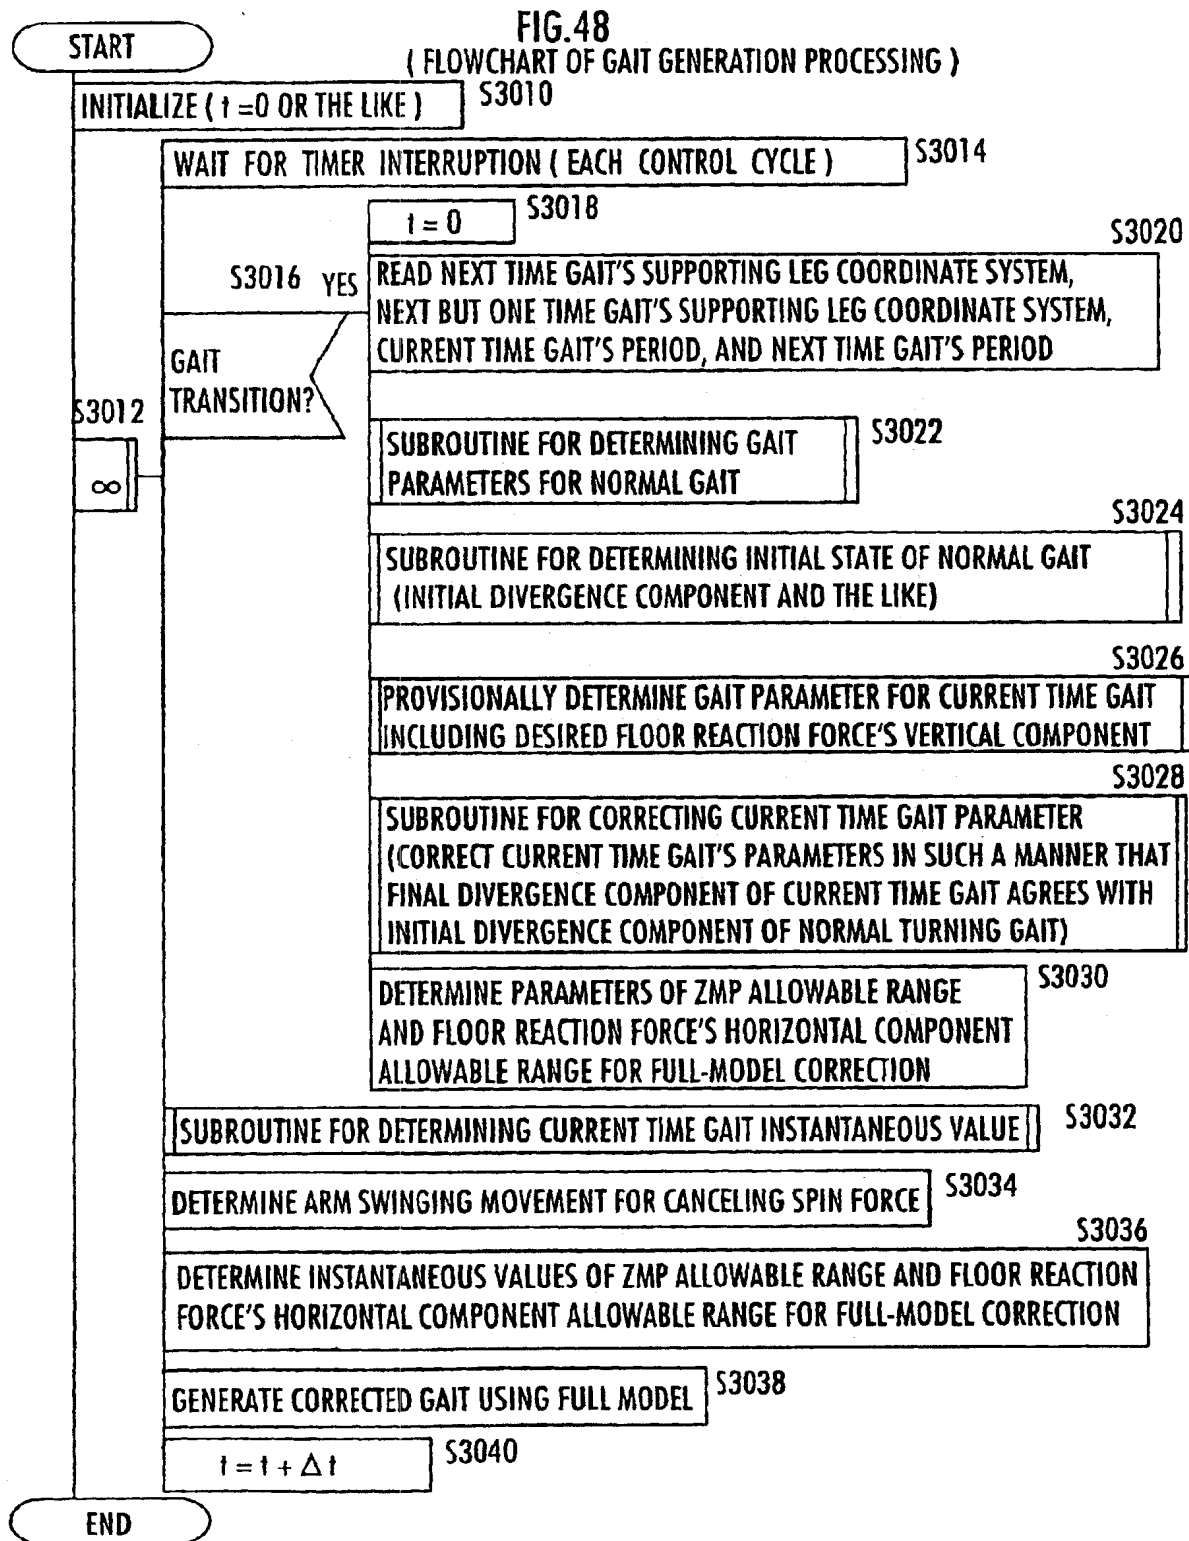 FIG.48
START
( FLOWCHART OF GAIT GENERATION PROCESSING )
INITIALIZE ( t =0 OR THE LIKE )
S3010
WAIT FOR TIMER INTERRUPTION ( EACH CONTROL CYCLE )
S3014
t = 0
S3018
S3020
S3016
YES
READ NEXT TIME GAIT'S SUPPORTING LEG COORDINATE SYSTEM,
NEXT BUT ONE TIME GAIT'S SUPPORTING LEG COORDINATE SYSTEM,
CURRENT TIME GAIT'S PERIOD, AND NEXT TIME GAIT'S PERIOD
GAIT
TRANSITION?
S3012
∞
SUBROUTINE FOR DETERMINING GAIT
PARAMETERS FOR NORMAL GAIT
S3022
S3024
SUBROUTINE FOR DETERMINING INITIAL STATE OF NORMAL GAIT
(INITIAL DIVERGENCE COMPONENT AND THE LIKE)
S3026
PROVISIONALLY DETERMINE GAIT PARAMETER FOR CURRENT TIME GAIT
INCLUDING DESIRED FLOOR REACTION FORCE'S VERTICAL COMPONENT
S3028
SUBROUTINE FOR CORRECTING CURRENT TIME GAIT PARAMETER
(CORRECT CURRENT TIME GAIT'S PARAMETERS IN SUCH A MANNER THAT
FINAL DIVERGENCE COMPONENT OF CURRENT TIME GAIT AGREES WITH
INITIAL DIVERGENCE COMPONENT OF NORMAL TURNING GAIT)
S3030
DETERMINE PARAMETERS OF ZMP ALLOWABLE RANGE
AND FLOOR REACTION FORCE'S HORIZONTAL COMPONENT
ALLOWABLE RANGE FOR FULL-MODEL CORRECTION
SUBROUTINE FOR DETERMINING CURRENT TIME GAIT INSTANTANEOUS VALUE
S3032
DETERMINE ARM SWINGING MOVEMENT FOR CANCELING SPIN FORCE
S3034
S3036
DETERMINE INSTANTANEOUS VALUES OF ZMP ALLOWABLE RANGE AND FLOOR REACTION
FORCE'S HORIZONTAL COMPONENT ALLOWABLE RANGE FOR FULL-MODEL CORRECTION
GENERATE CORRECTED GAIT USING FULL MODEL
S3038
t = t + Δ t
S3040
END